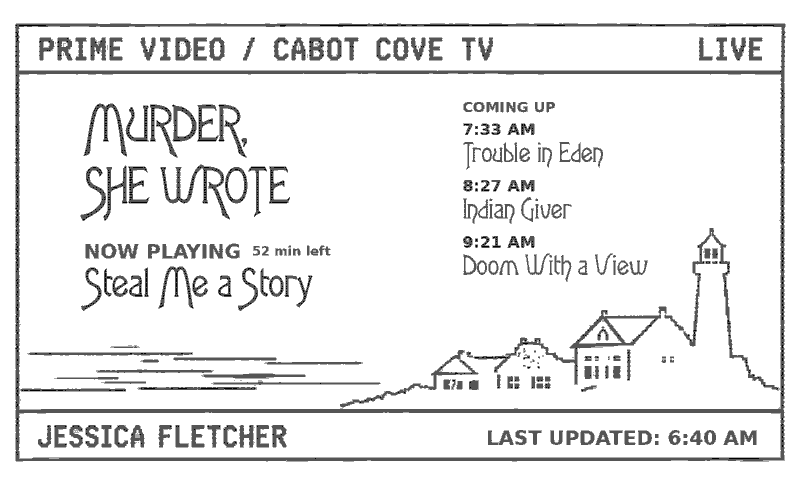 PRIME VIDEO / CABOT COVE TV
LIVE
MURDER,
SHE WROTE
NOW PLAYING 52 min left
Steal Me a Story
COMING UP
7:33 AM
Trouble in Eden
8:27 AM
Indian Giver
9:21 AM
Doom With a View
JESSICA FLETCHER
LAST UPDATED: 6:40 AM